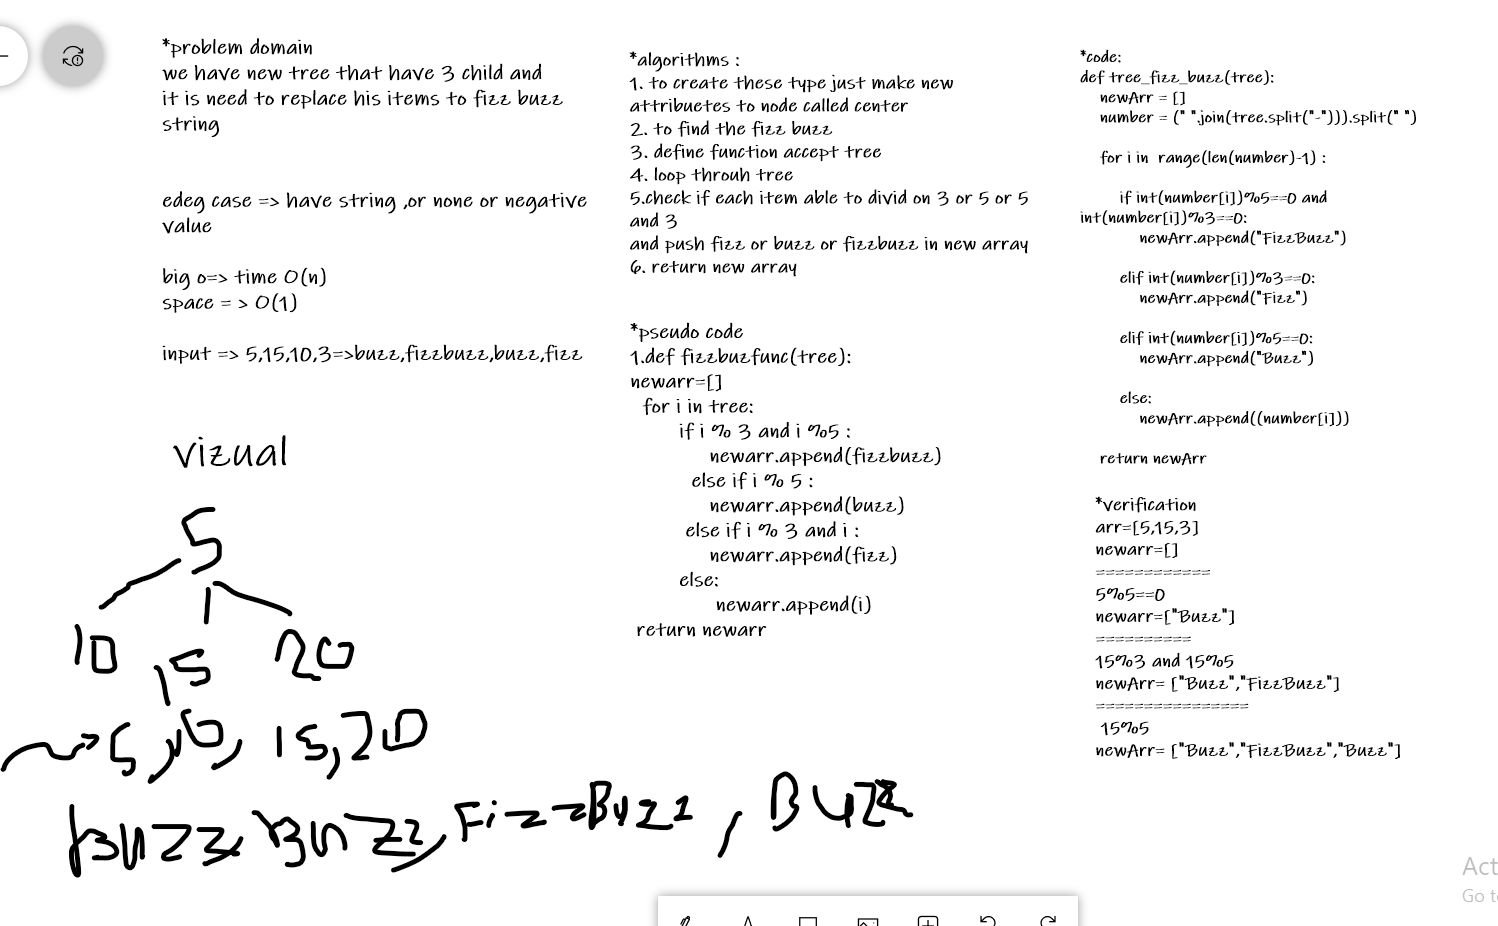 *problem domain
we have new tree that have 3 child and
it is need to replace his items to fizz buzz
string
edeg case => have string ,or none or negative
value
big o=> time O(n)
space = > O(1)
input => 5,15,10,3=>buzz,fizzbuzz,buzz,fizz
vizual
5
10
15
20
5,10, 15,20
Buzz, Buzz, FizzBuzz, Buzz
*algorithms :
1. to create these type just make new
attribuetes to node called center
2. to find the fizz buzz
3. define function accept tree
4. loop throuh tree
5.check if each item able to divid on 3 or 5 or 5
and 3
and push fizz or buzz or fizzbuzz in new array
6. return new array
*pseudo code
1.def fizzbuzfunc(tree):
newarr=[]
for i in tree:
if i % 3 and i %5 :
newarr.append(fizzbuzz)
else if i % 5 :
newarr.append(buzz)
else if i % 3 and i :
newarr.append(fizz)
else:
newarr.append(i)
return newarr
*code:
def tree_fizz_buzz(tree):
newArr = []
number = (" ".join(tree.split("-"))).split(" ")
for i in range(len(number)-1) :
if int(number[i])%5==0 and
int(number[i])%3==0:
newArr.append("FizzBuzz")
elif int(number[i])%3==0:
newArr.append("Fizz")
elif int(number[i])%5==0:
newArr.append("Buzz")
else:
newArr.append((number[i]))
return newArr
*verification
arr=[5,15,3]
newarr=[]
============
5%5==0
newarr=["Buzz"]
==========
15%3 and 15%5
newArr= ["Buzz","FizzBuzz"]
================
15%5
newArr= ["Buzz","FizzBuzz","Buzz"]
Act
Go to